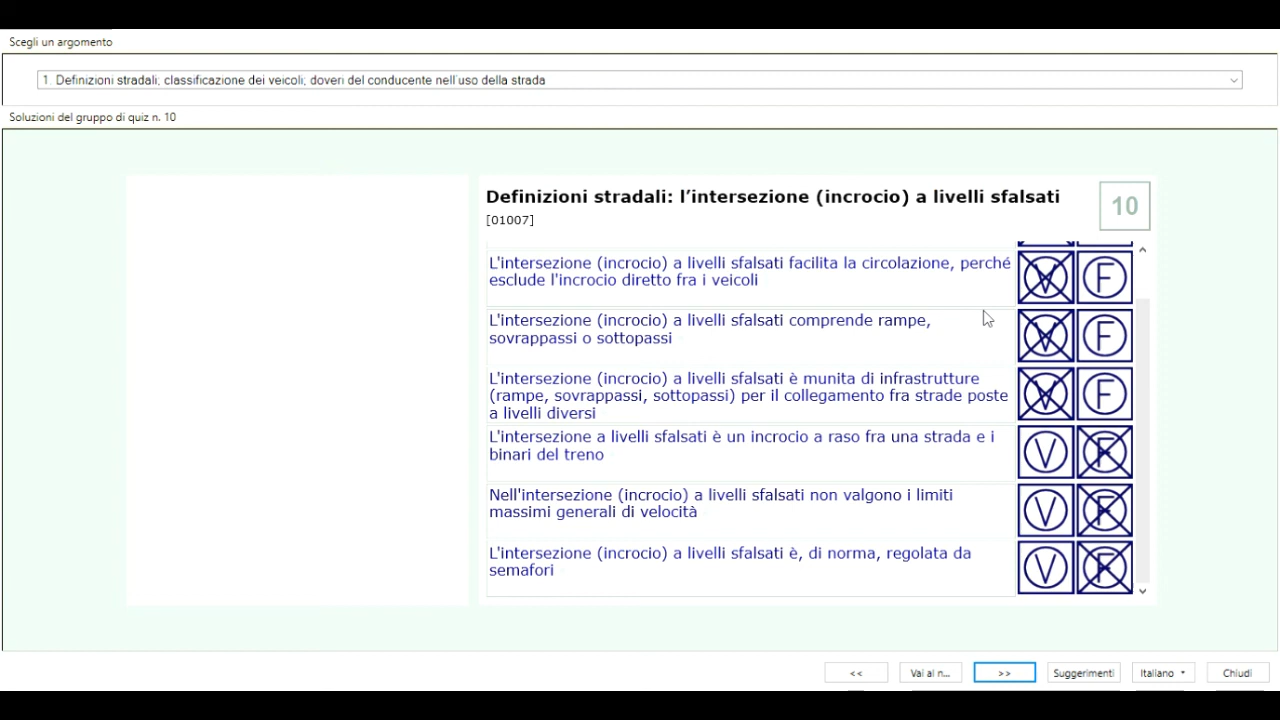 Scegli un argomento
1. Definizioni stradali; classificazione dei veicoli; doveri del conducente nell'uso della strada
Soluzioni del gruppo di quiz n. 10
Definizioni stradali: l’intersezione (incrocio) a livelli sfalsati
10
[01007]
L'intersezione (incrocio) a livelli sfalsati facilita la circolazione, perché
esclude l'incrocio diretto fra i veicoli
V F
L'intersezione (incrocio) a livelli sfalsati comprende rampe,
sovrappassi o sottopassi
V F
L'intersezione (incrocio) a livelli sfalsati è munita di infrastrutture
(rampe, sovrappassi, sottopassi) per il collegamento fra strade poste
a livelli diversi
V F
L'intersezione a livelli sfalsati è un incrocio a raso fra una strada e i
binari del treno
V F
Nell'intersezione (incrocio) a livelli sfalsati non valgono i limiti
massimi generali di velocità
V F
L'intersezione (incrocio) a livelli sfalsati è, di norma, regolata da
semafori
V F
<< Vai al n... >> Suggerimenti Italiano Chiudi